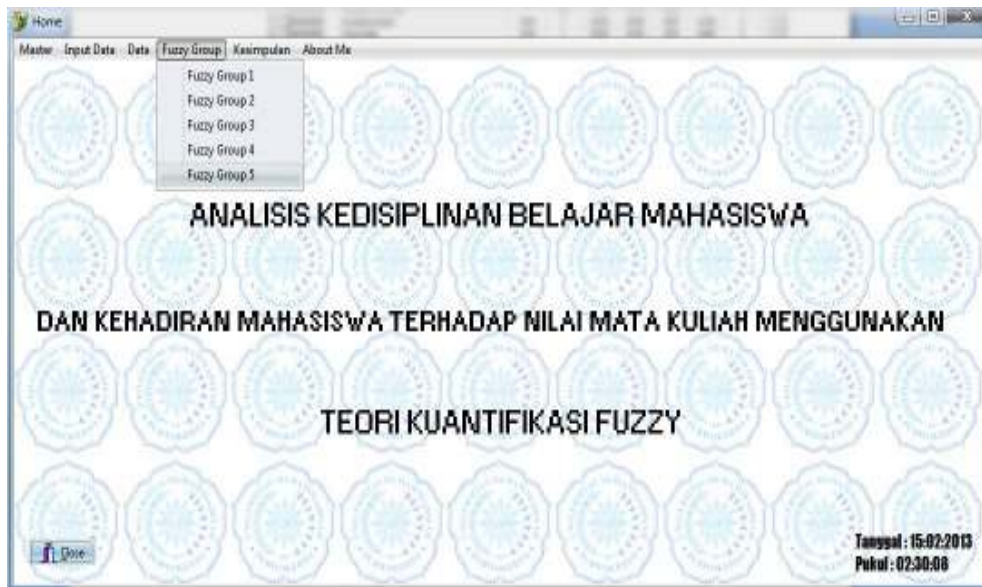 Home
Master Input Data Data Fuzzy Group Kesimpulan About Me
Fuzzy Group 1
Fuzzy Group 2
Fuzzy Group 3
Fuzzy Group 4
Fuzzy Group 5
ANALISIS KEDISIPLINAN BELAJAR MAHASISWA
DAN KEHADIRAN MAHASISWA TERHADAP NILAI MATA KULIAH MENGGUNAKAN
TEORI KUANTIFIKASI FUZZY
Close
Tanggal : 15:02:2013
Pukul : 02:30:08